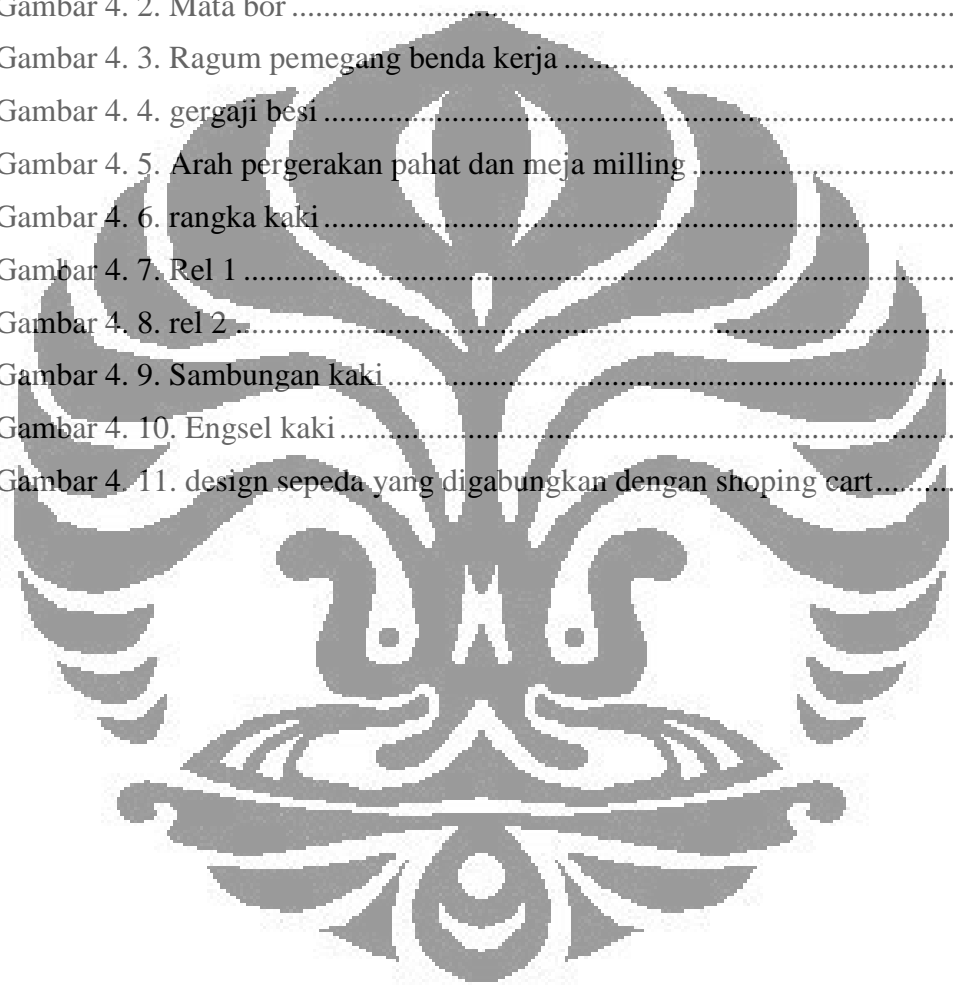 Gambar 4. 2. Mata bor ....................................................................................
Gambar 4. 3. Ragum pemegang benda kerja .................................................
Gambar 4. 4. gergaji besi ................................................................................
Gambar 4. 5. Arah pergerakan pahat dan meja milling .................................
Gambar 4. 6. rangka kaki ................................................................................
Gambar 4. 7. Rel 1 ..........................................................................................
Gambar 4. 8. rel 2 ...........................................................................................
Gambar 4. 9. Sambungan kaki ........................................................................
Gambar 4. 10. Engsel kaki ..............................................................................
Gambar 4. 11. design sepeda yang digabungkan dengan shoping cart ..........